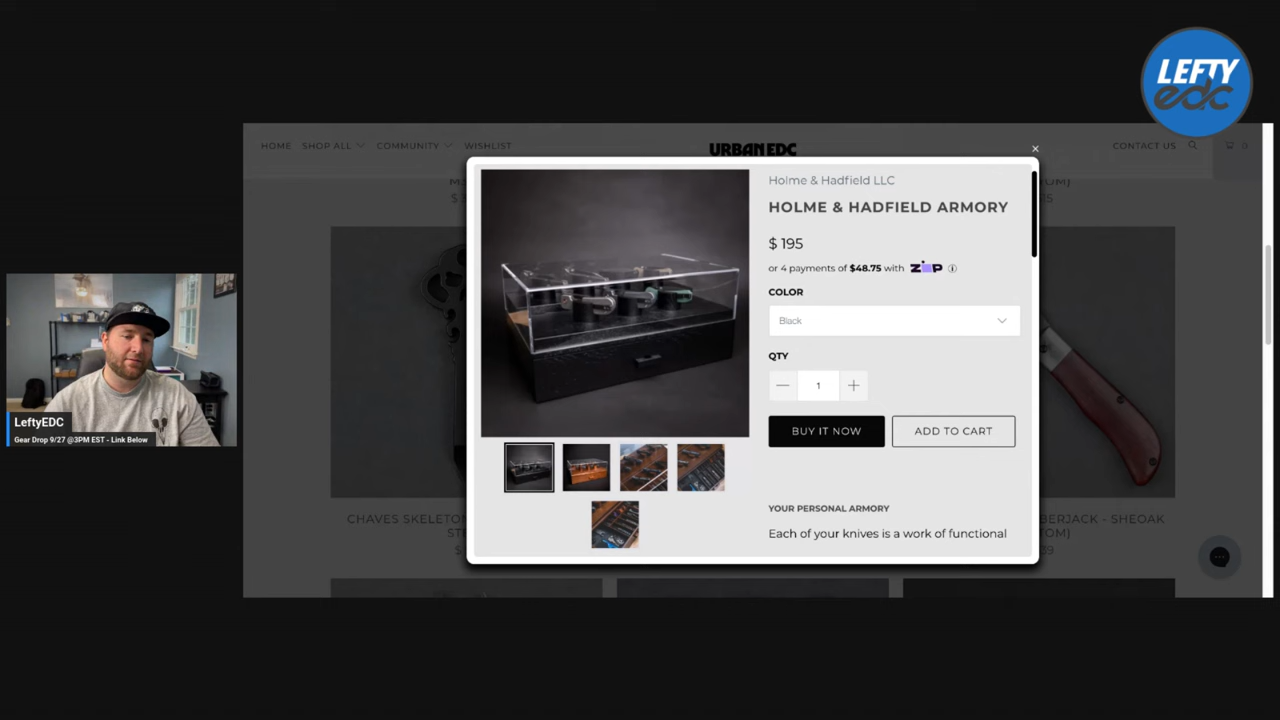 LEFTY
edc
HOME SHOP ALL COMMUNITY WISHLIST
URBAN EDC
CONTACT US
0
Holme & Hadfield LLC
HOLME & HADFIELD ARMORY
$ 195
or 4 payments of $48.75 with ZIP
COLOR
Black
QTY
1
BUY IT NOW
ADD TO CART
YOUR PERSONAL ARMORY
Each of your knives is a work of functional
LeftyEDC
Gear Drop 9/27 @3PM EST - Link Below
CHAVES SKELETO
SHEOAK